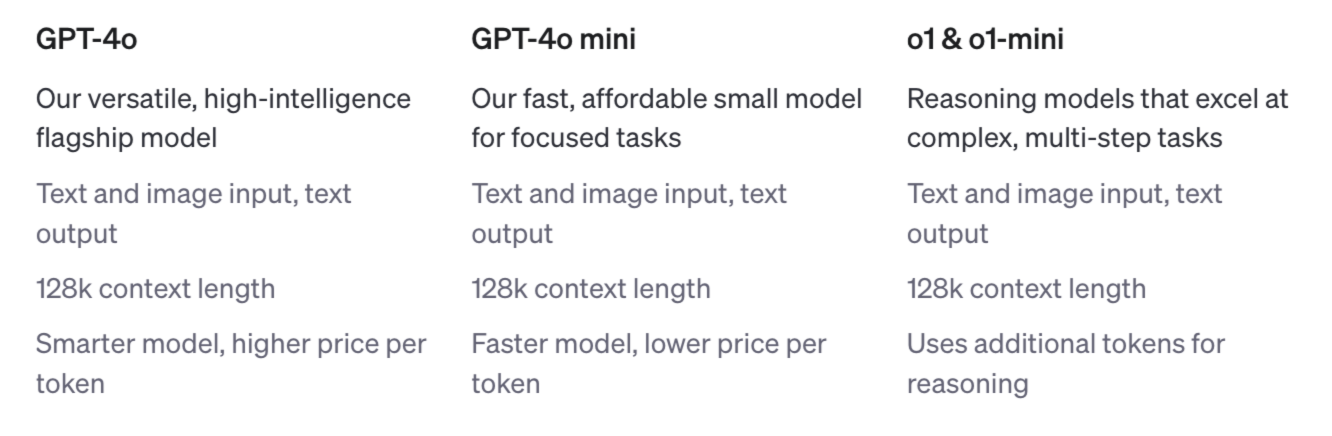 GPT-4o
Our versatile, high-intelligence
flagship model
Text and image input, text
output
128k context length
Smarter model, higher price per
token
GPT-4o mini
Our fast, affordable small model
for focused tasks
Text and image input, text
output
128k context length
Faster model, lower price per
token
o1 & o1-mini
Reasoning models that excel at
complex, multi-step tasks
Text and image input, text
output
128k context length
Uses additional tokens for
reasoning